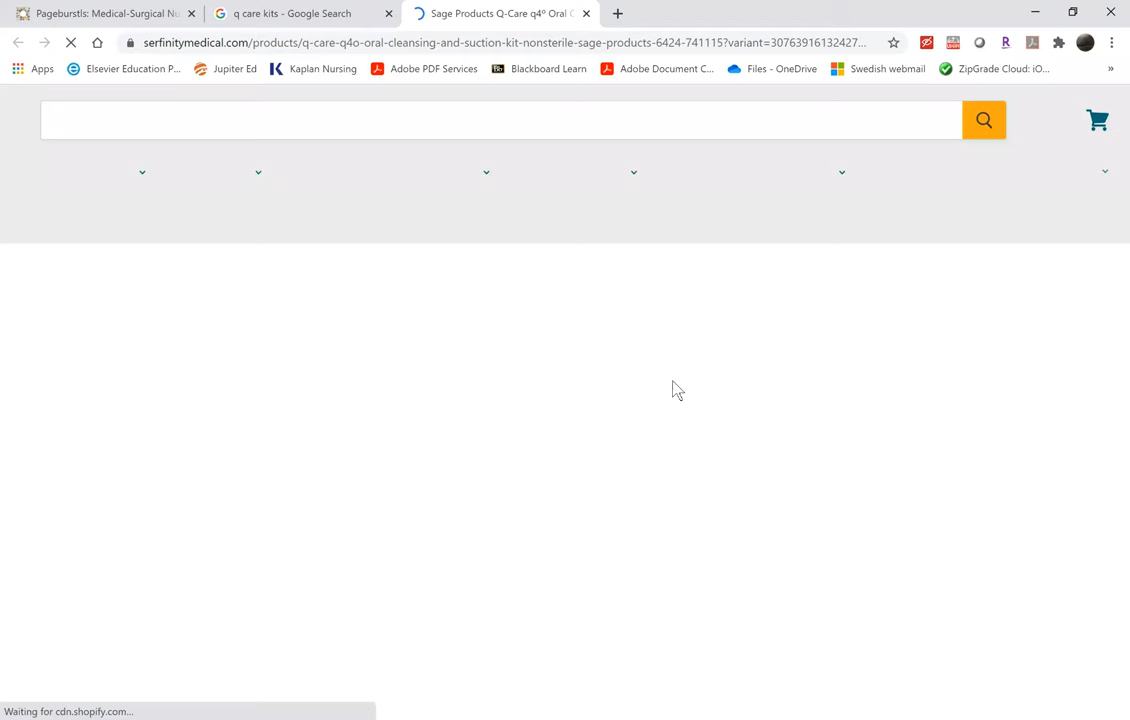 Pageburstls: Medical-Surgical Nu
q care kits - Google Search
Sage Products Q-Care q4º Oral C
serfinitymedical.com/products/q-care-q4o-oral-cleansing-and-suction-kit-nonsterile-sage-products-6424-741115?variant=30763916132427...
R
Apps
Elsevier Education P...
Jupiter Ed
Kaplan Nursing
Adobe PDF Services
Blackboard Learn
Adobe Document C...
Files - OneDrive
Swedish webmail
ZipGrade Cloud: iO...
»
Waiting for cdn.shopify.com...